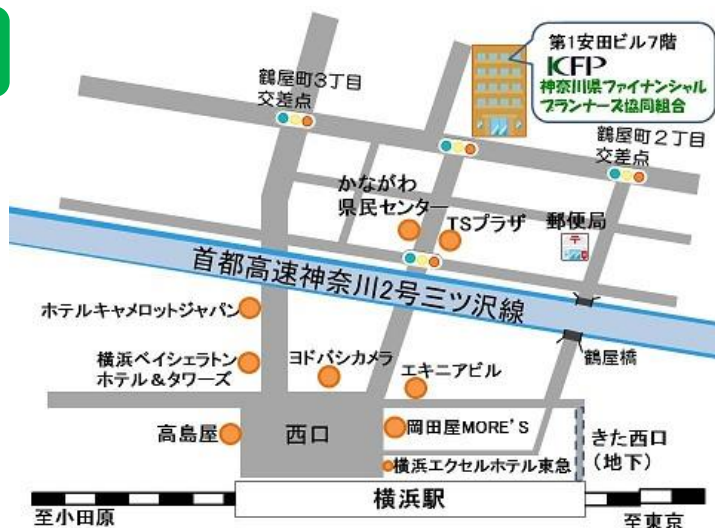 第1安田ビル7階
KFP
神奈川県ファイナンシャル
プランナーズ協同組合
鶴屋町3丁目
交差点
鶴屋町2丁目
交差点
かながわ
県民センター
TSプラザ
郵便局
〒
首都高速神奈川2号三ツ沢線
ホテルキャメロットジャパン
鶴屋橋
横浜ベイシェラトン
ホテル&タワーズ
ヨドバシカメラ
エキニアビル
高島屋
西口
岡田屋MORE'S
きた西口
(地下)
横浜エクセルホテル東急
横浜駅
至小田原
至東京